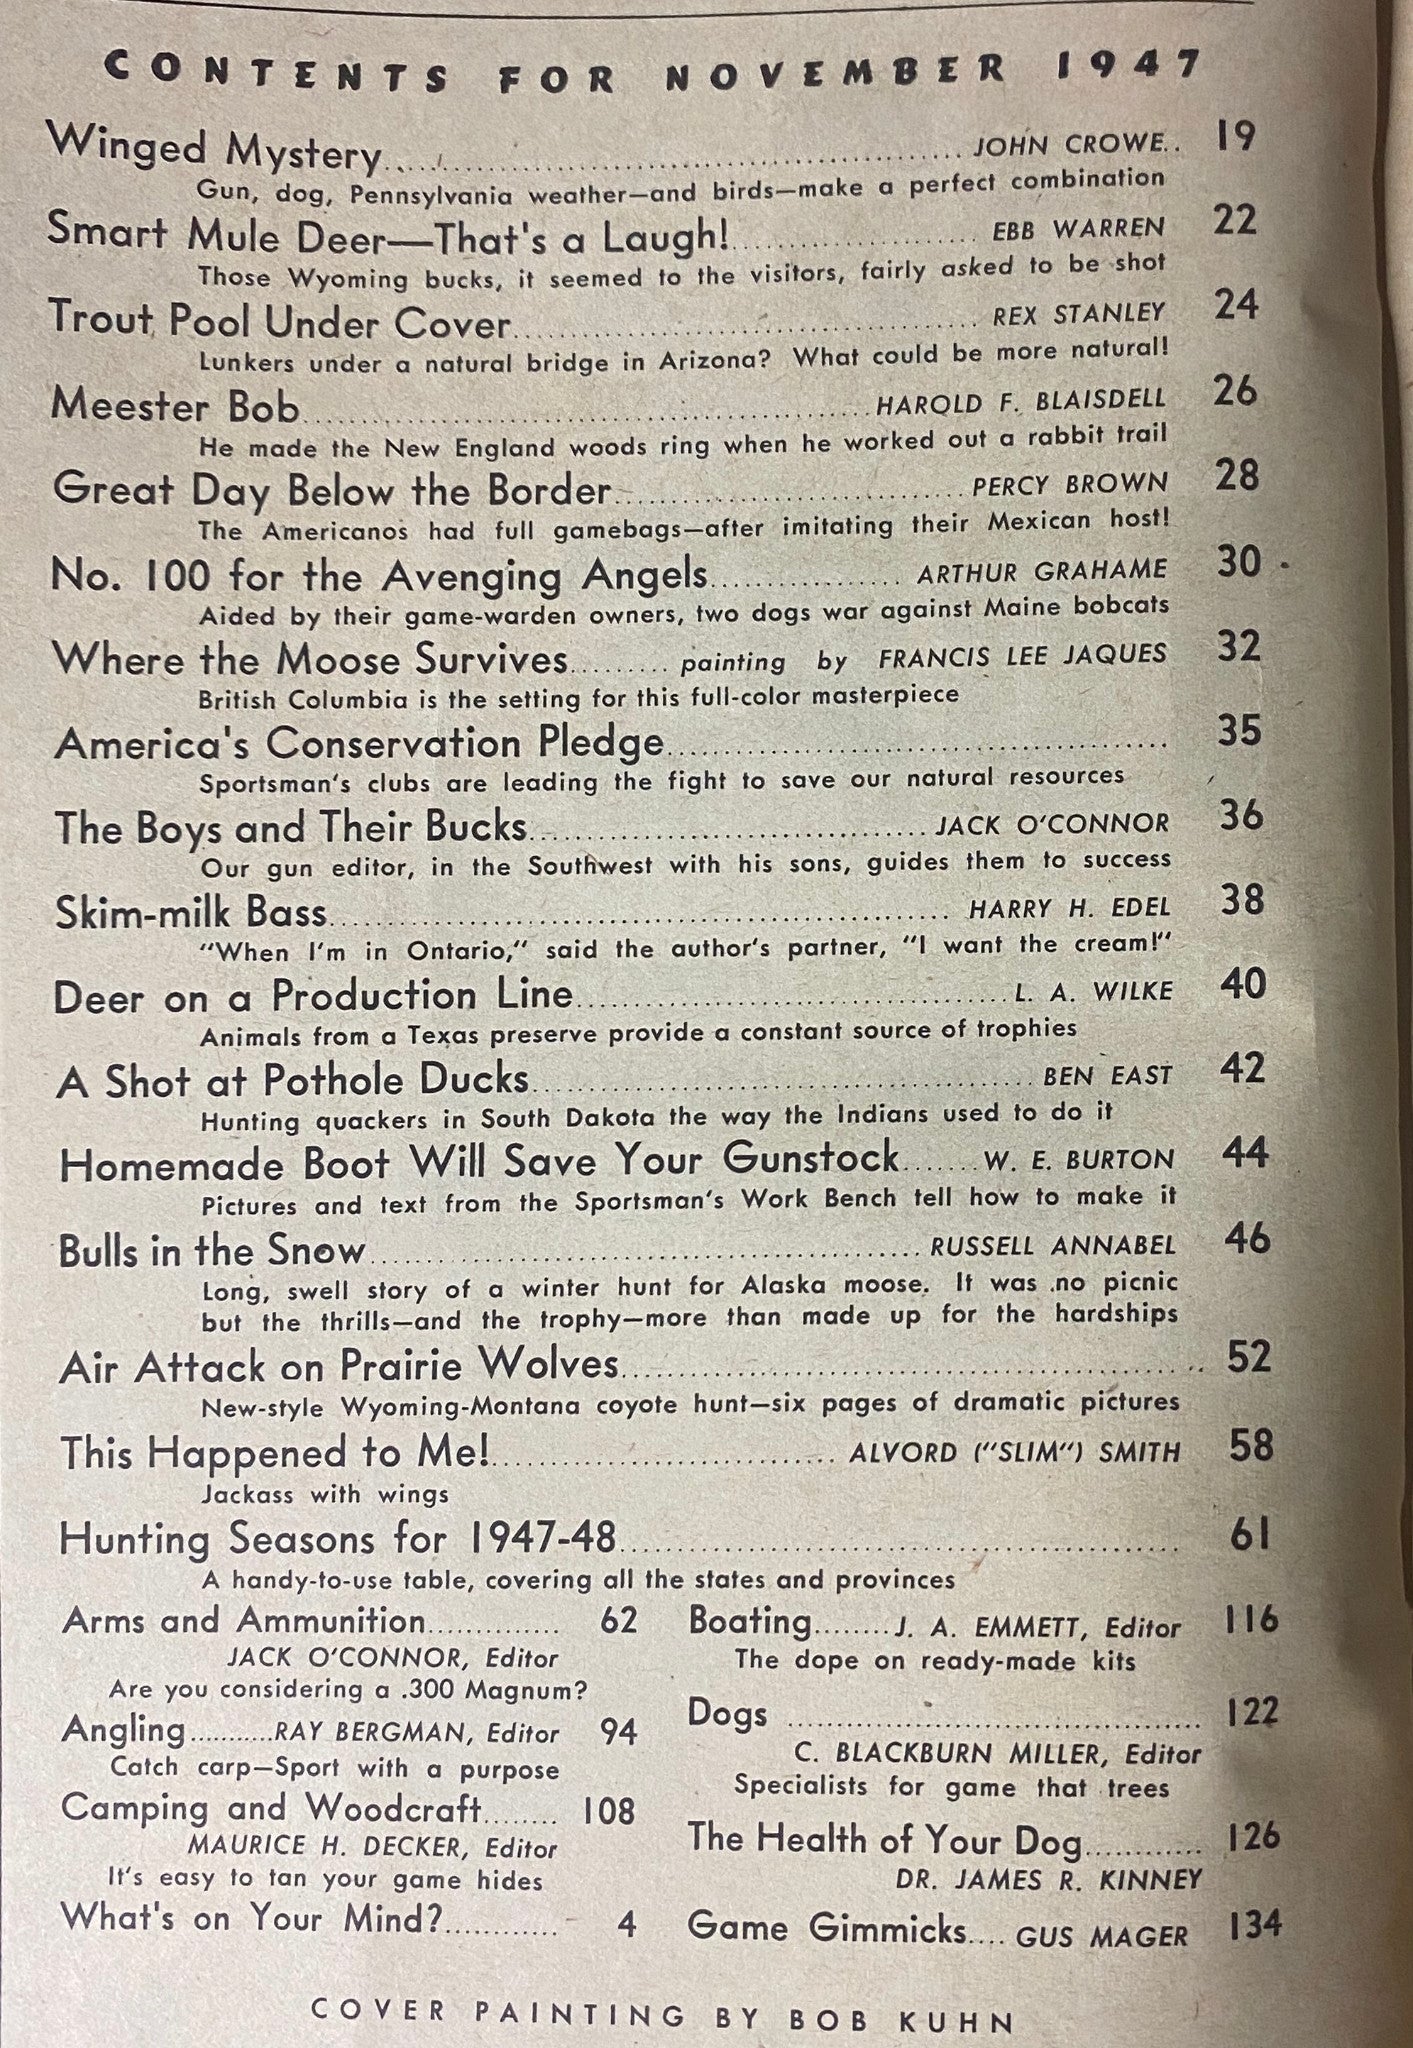 CONTENTS FOR NOVEMBER 1947
Winged Mystery.................................................. JOHN CROWE.. 19
Gun, dog, Pennsylvania weather—and birds—make a perfect combination
Smart Mule Deer—That's a Laugh!..................... EBB WARREN 22
Those Wyoming bucks, it seemed to the visitors, fairly asked to be shot
Trout Pool Under Cover........................................ REX STANLEY 24
Lunkers under a natural bridge in Arizona? What could be more natural!
Meester Bob..................................................HAROLD F. BLAISDELL 26
He made the New England woods ring when he worked out a rabbit trail
Great Day Below the Border..............................PERCY BROWN 28
The Americanos had full gamebags—after imitating their Mexican host!
No. 100 for the Avenging Angels................ ARTHUR GRAHAME 30
Aided by their game-warden owners, two dogs war against Maine bobcats
Where the Moose Survives......... painting by FRANCIS LEE JAQUES 32
British Columbia is the setting for this full-color masterpiece
America's Conservation Pledge............................................ 35
Sportsman's clubs are leading the fight to save our natural resources
The Boys and Their Bucks..................................JACK O'CONNOR 36
Our gun editor, in the Southwest with his sons, guides them to success
Skim-milk Bass..................................................... HARRY H. EDEL 38
"When I'm in Ontario," said the author's partner, "I want the cream!"
Deer on a Production Line.....................................L. A. WILKE 40
Animals from a Texas preserve provide a constant source of trophies
A Shot at Pothole Ducks..........................................BEN EAST 42
Hunting quackers in South Dakota the way the Indians used to do it
Homemade Boot Will Save Your Gunstock.......W. E. BURTON 44
Pictures and text from the Sportsman's Work Bench tell how to make it
Bulls in the Snow..............................................RUSSELL ANNABEL 46
Long, swell story of a winter hunt for Alaska moose. It was no picnic
but the thrills—and the trophy—more than made up for the hardships
Air Attack on Prairie Wolves.................................................. 52
New-style Wyoming-Montana coyote hunt—six pages of dramatic pictures
This Happened to Me!............................ ALVORD ("SLIM") SMITH 58
Jackass with wings
Hunting Seasons for 1947-48................................................ 61
A handy-to-use table, covering all the states and provinces
Arms and Ammunition.............. 62
JACK O'CONNOR, Editor
Are you considering a .300 Magnum?
Angling...........RAY BERGMAN, Editor 94
Catch carp—Sport with a purpose
Camping and Woodcraft........ 108
MAURICE H. DECKER, Editor
It's easy to tan your game hides
What's on Your Mind?............ 4
Boating........J. A. EMMETT, Editor 116
The dope on ready-made kits
Dogs .......................................... 122
C. BLACKBURN MILLER, Editor
Specialists for game that trees
The Health of Your Dog............ 126
DR. JAMES R. KINNEY
Game Gimmicks.... GUS MAGER 134
COVER PAINTING BY BOB KUHN